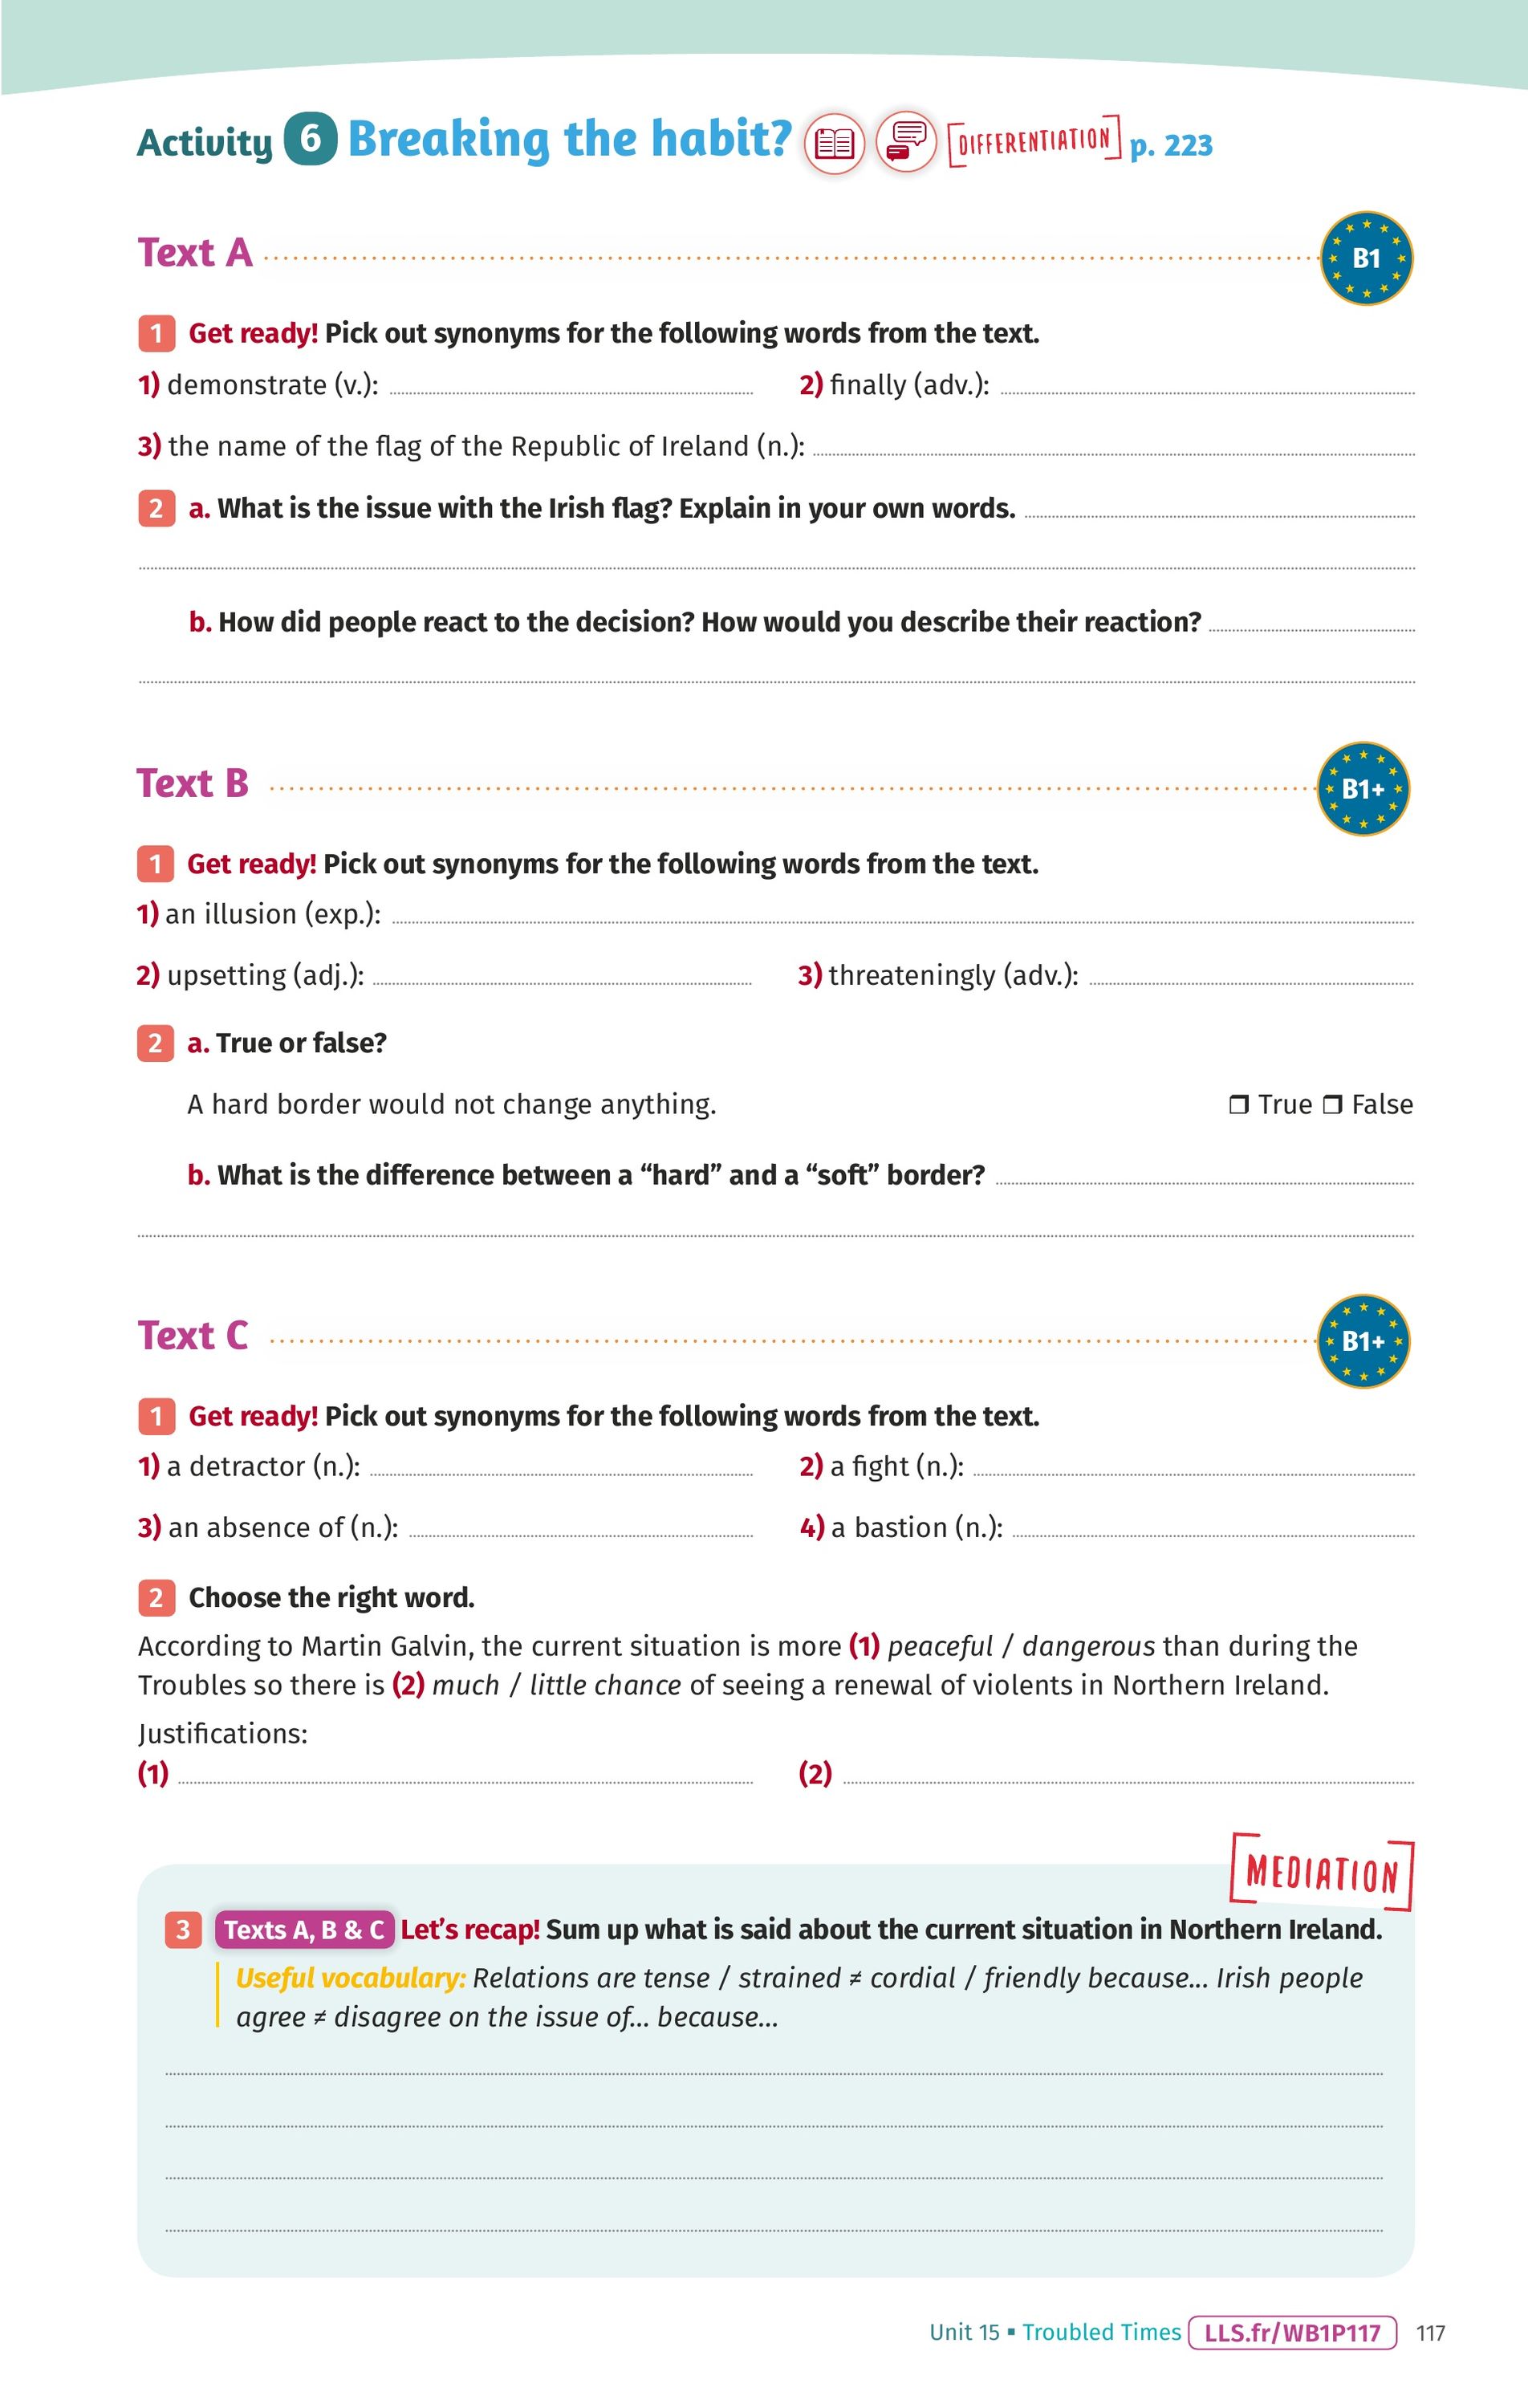 Activity 6 Breaking the habit? [DIFFERENTIATION] p. 223
Text A B1
1 Get ready! Pick out synonyms for the following words from the text.
1) demonstrate (v.): 2) finally (adv.):
3) the name of the flag of the Republic of Ireland (n.):
2 a. What is the issue with the Irish flag? Explain in your own words.
b. How did people react to the decision? How would you describe their reaction?
Text B B1+
1 Get ready! Pick out synonyms for the following words from the text.
1) an illusion (exp.):
2) upsetting (adj.): 3) threateningly (adv.):
2 a. True or false?
A hard border would not change anything. ❒ True ❒ False
b. What is the difference between a “hard” and a “soft” border?
Text C B1+
1 Get ready! Pick out synonyms for the following words from the text.
1) a detractor (n.): 2) a fight (n.):
3) an absence of (n.): 4) a bastion (n.):
2 Choose the right word.
According to Martin Galvin, the current situation is more (1) peaceful / dangerous than during the
Troubles so there is (2) much / little chance of seeing a renewal of violents in Northern Ireland.
Justifications:
(1) (2)
[MEDIATION]
3 Texts A, B & C Let’s recap! Sum up what is said about the current situation in Northern Ireland.
Useful vocabulary: Relations are tense / strained ≠ cordial / friendly because... Irish people
agree ≠ disagree on the issue of... because...
Unit 15 ▪ Troubled Times LLS.fr/WB1P117 117